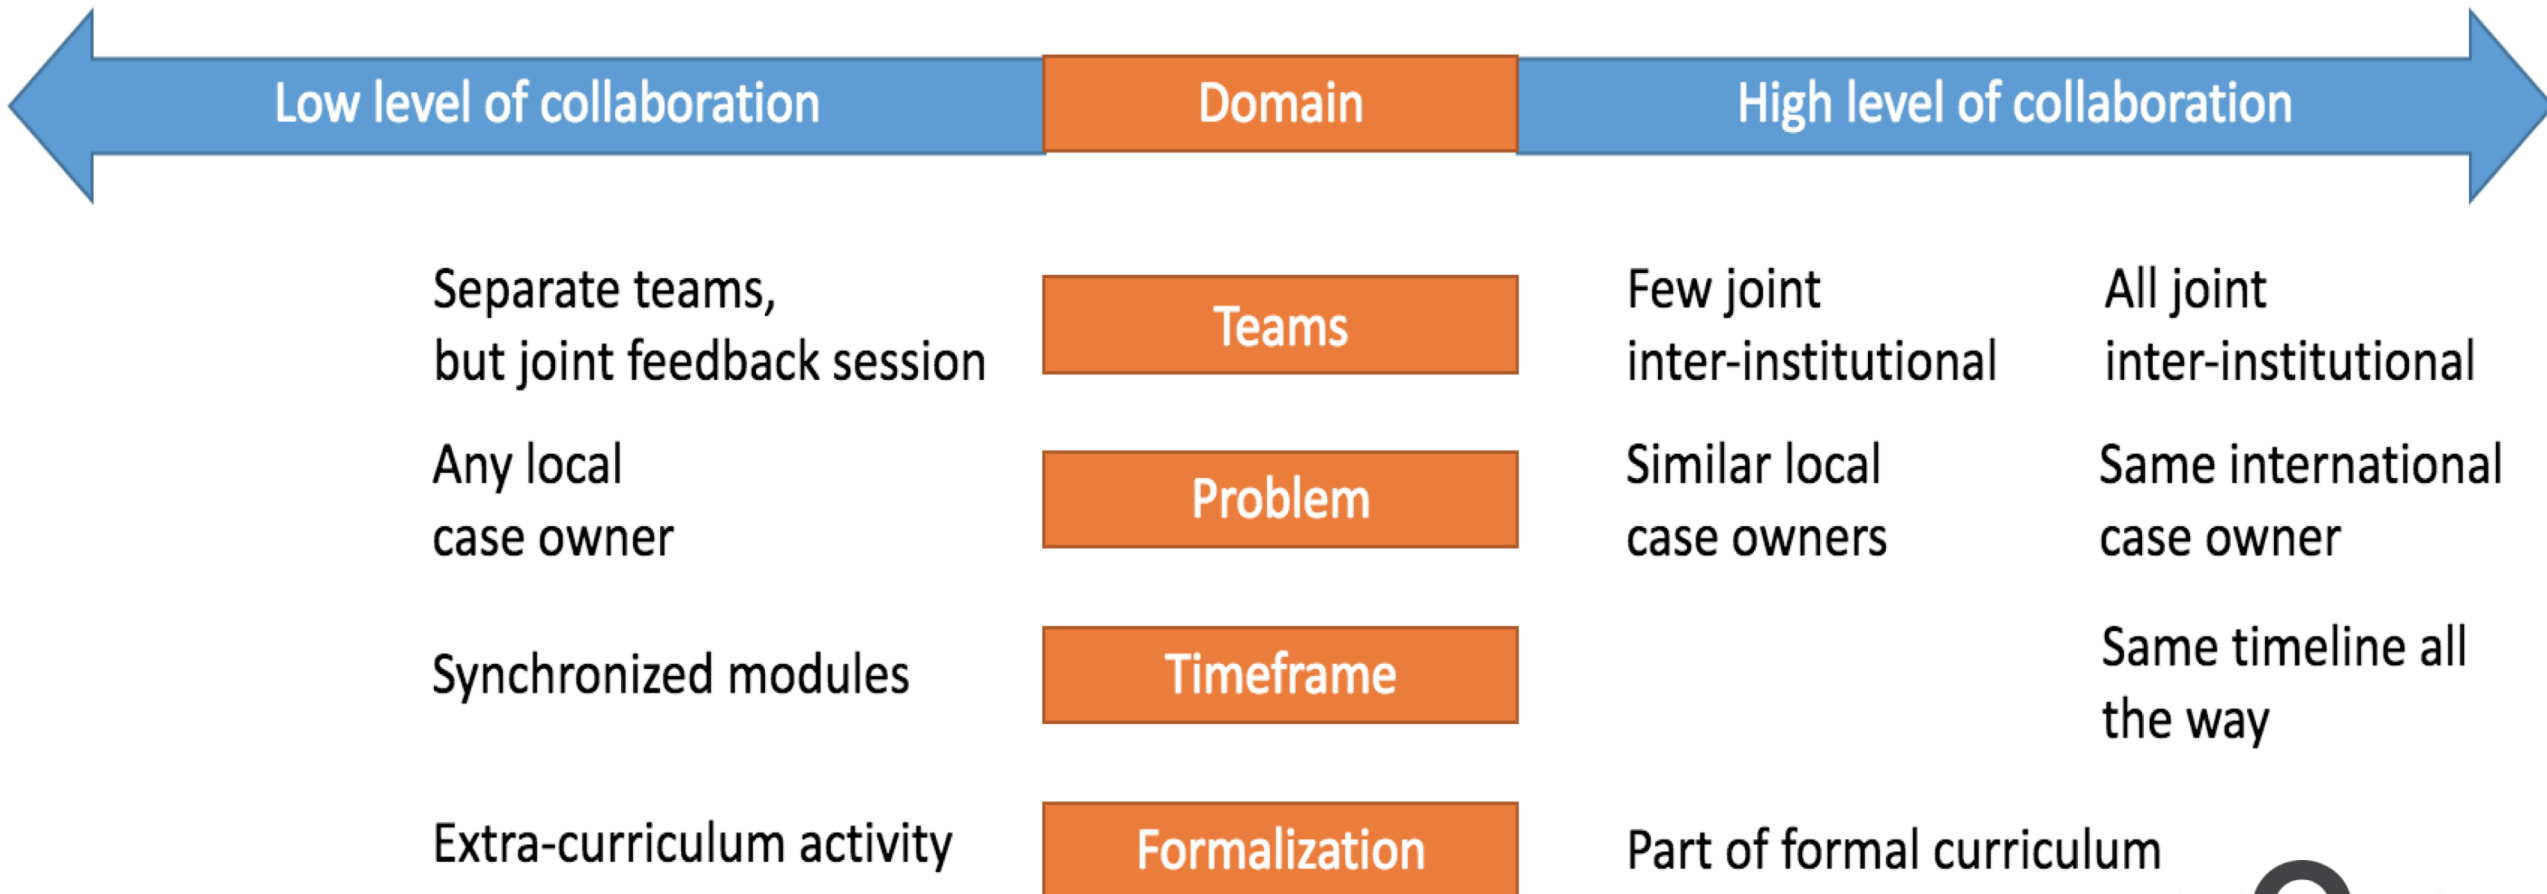 Low level of collaboration
Domain
High level of collaboration
Separate teams,
but joint feedback session
Teams
Few joint
inter-institutional
All joint
inter-institutional
Any local
case owner
Problem
Similar local
case owners
Same international
case owner
Synchronized modules
Timeframe
Same timeline all
the way
Extra-curriculum activity
Formalization
Part of formal curriculum